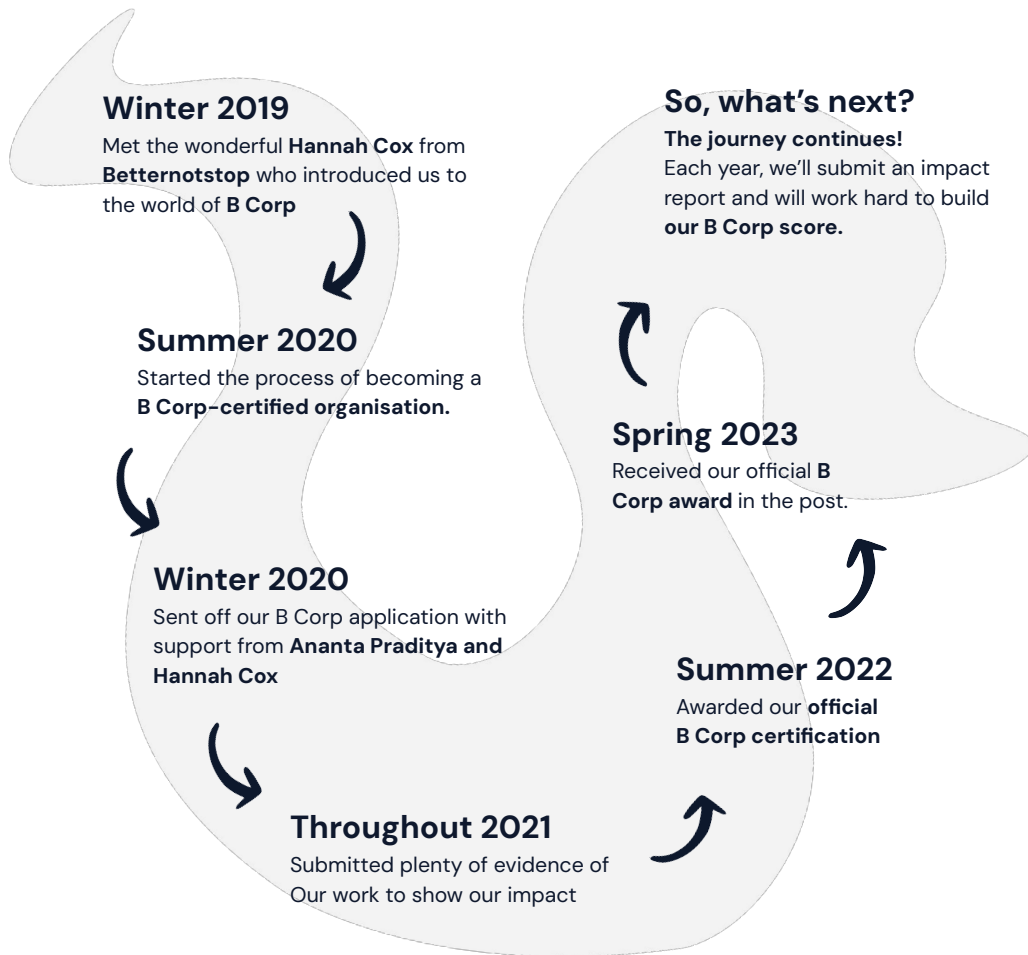 Winter 2019
Met the wonderful Hannah Cox from
Betternotstop who introduced us to
the world of B Corp
Summer 2020
Started the process of becoming a
B Corp-certified organisation.
Winter 2020
Sent off our B Corp application with
support from Ananta Praditya and
Hannah Cox
Throughout 2021
Submitted plenty of evidence of
Our work to show our impact
Summer 2022
Awarded our official
B Corp certification
Spring 2023
Received our official B
Corp award in the post.
So, what’s next?
The journey continues!
Each year, we’ll submit an impact
report and will work hard to build
our B Corp score.